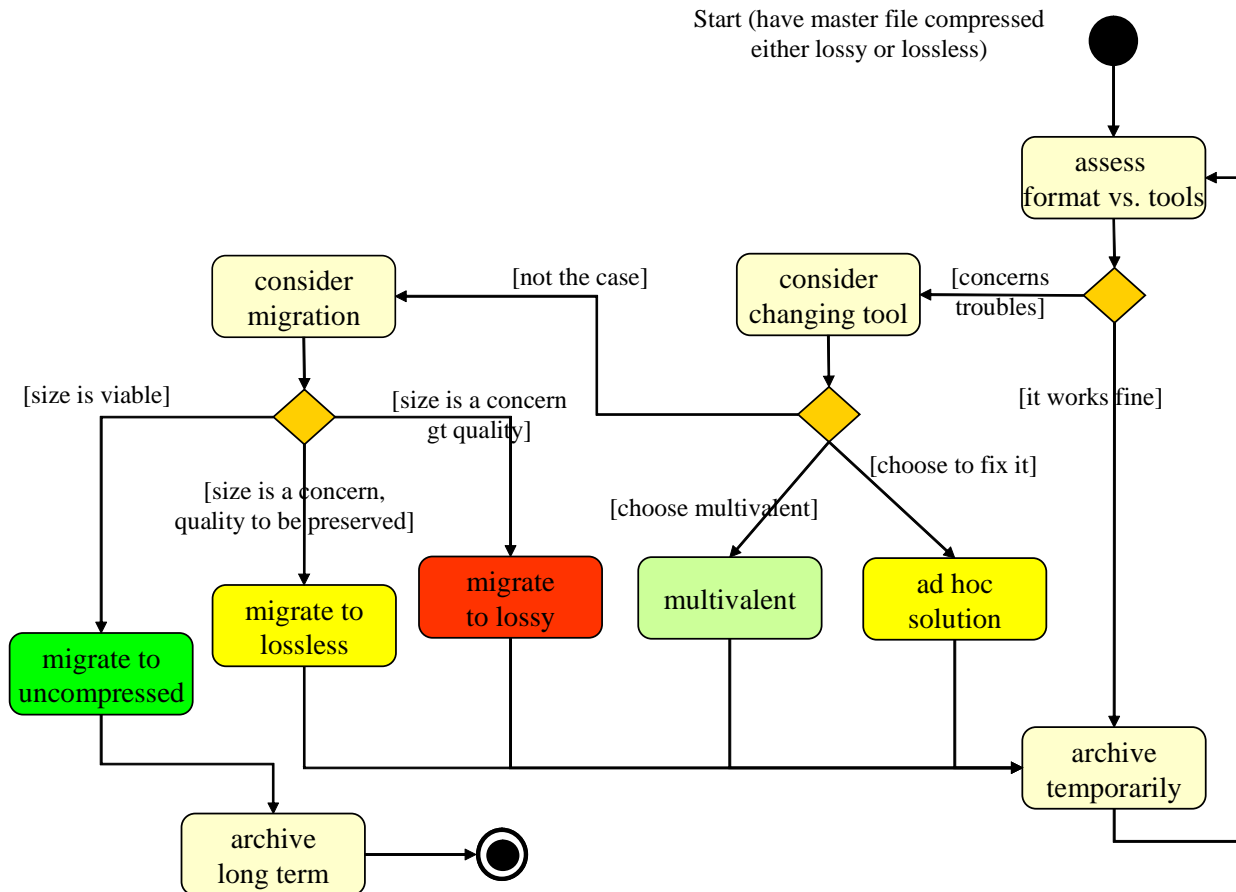 Start (have master file compressed
either lossy or lossless)
assess
format vs. tools
consider
migration
[not the case]
consider
changing tool
[concerns
troubles]
[size is viable]
[size is a concern
gt quality]
[it works fine]
[choose to fix it]
[size is a concern,
quality to be preserved]
[choose multivalent]
migrate
to lossy
multivalent
ad hoc
solution
migrate to
lossless
migrate to
uncompressed
archive
temporarily
archive
long term